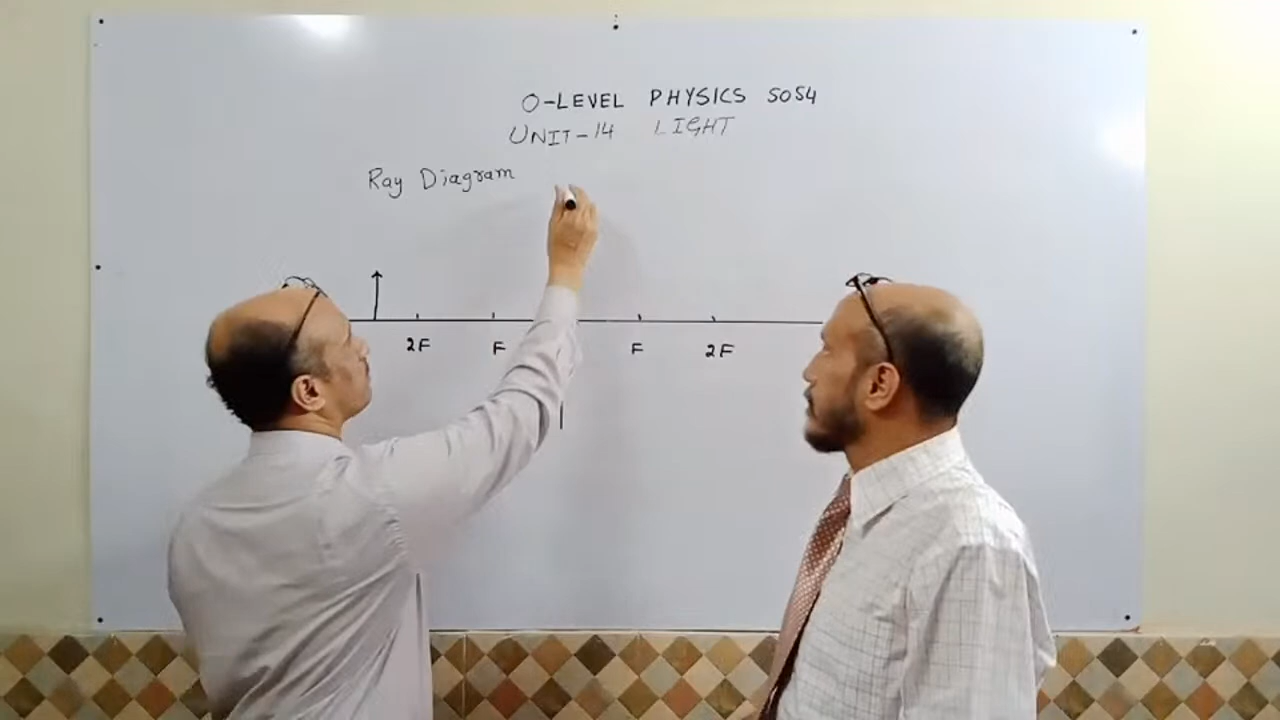 O-LEVEL PHYSICS 5054
UNIT-14 LIGHT
Ray Diagram
2F F F 2F